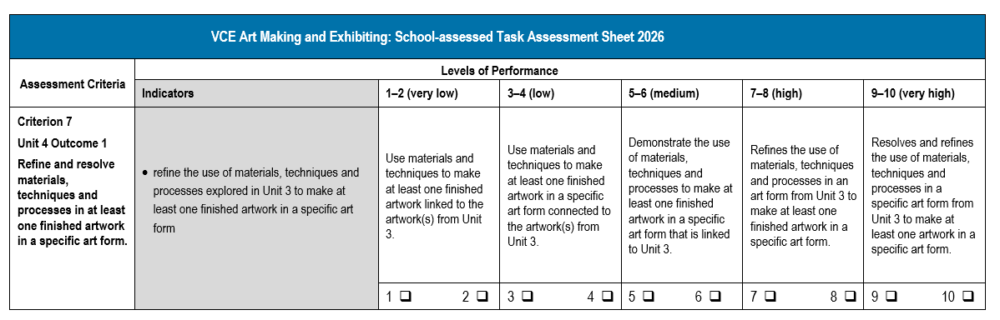 VCE Art Making and Exhibiting: School-assessed Task Assessment Sheet 2026
Assessment Criteria
Levels of Performance
Indicators
1–2 (very low)
3–4 (low)
5–6 (medium)
7–8 (high)
9–10 (very high)
Criterion 7
Unit 4 Outcome 1
Refine and resolve
materials,
techniques and
processes in at least
one finished artwork
in a specific art form.
• refine the use of materials, techniques and
processes explored in Unit 3 to make at
least one finished artwork in a specific art
form
Use materials and
techniques to make
at least one finished
artwork linked to the
artwork(s) from Unit
3.
Use materials and
techniques to make
at least one finished
artwork in a specific
art form connected to
the artwork(s) from
Unit 3.
Demonstrate the use
of materials,
techniques and
processes to make at
least one finished
artwork in a specific
art form that is linked
to Unit 3.
Refines the use of
materials, techniques
and processes in an
art form from Unit 3 to
make at least one
finished artwork in a
specific art form.
Resolves and refines
the use of materials,
techniques and
processes in a
specific art form from
Unit 3 to make at
least one artwork in a
specific art form.
1 ❑ 2 ❑
3 ❑ 4 ❑
5 ❑ 6 ❑
7 ❑ 8 ❑
9 ❑ 10 ❑